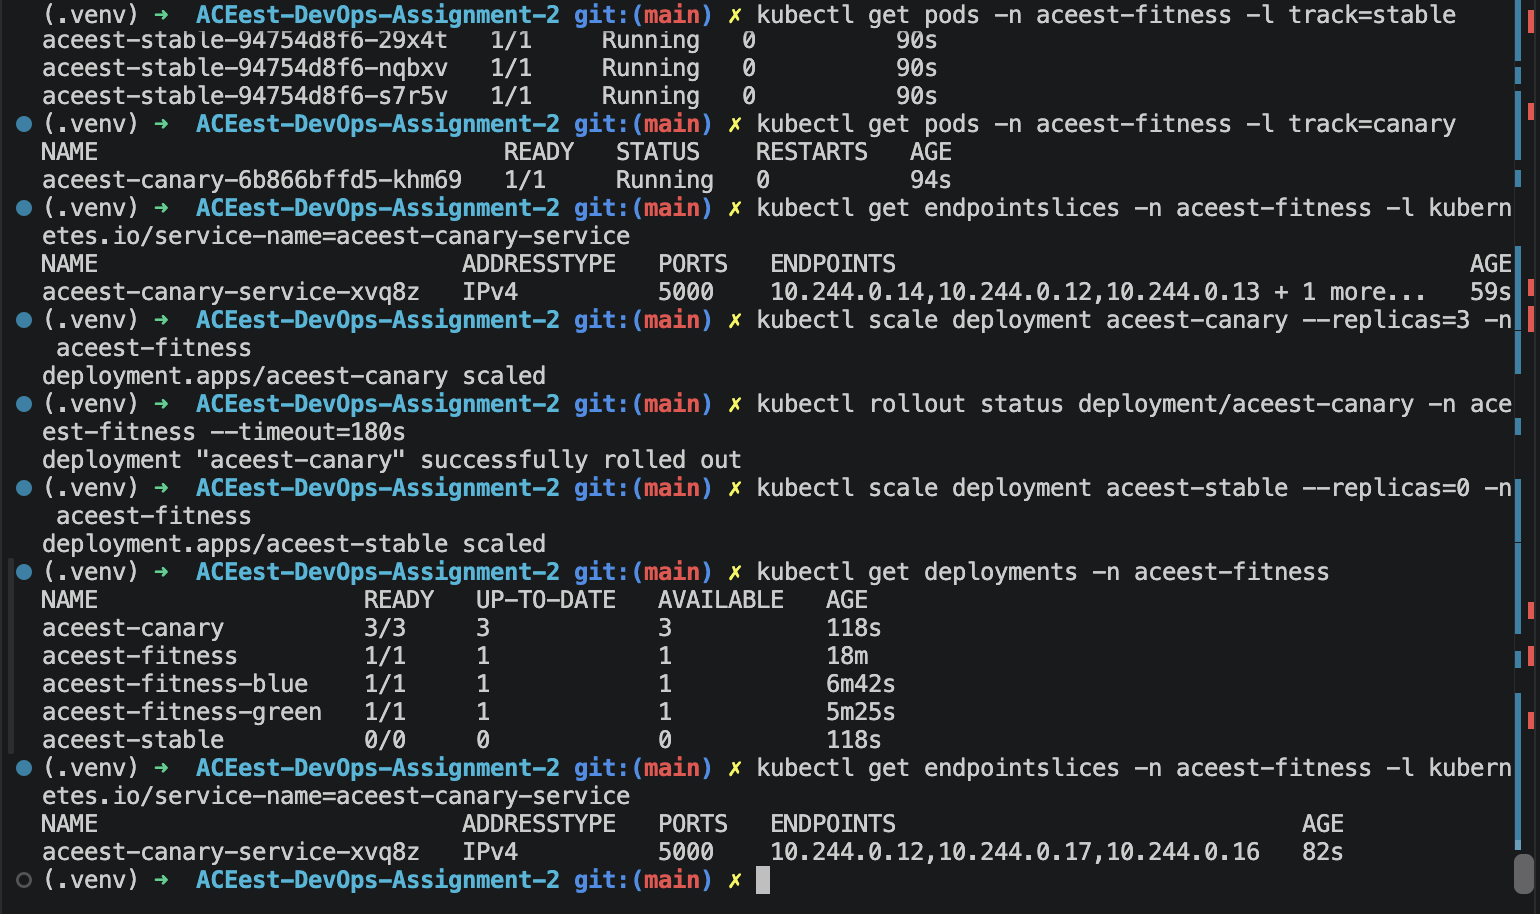 (.venv) ➜  ACEest-DevOps-Assignment-2 git:(main) ✗ kubectl get pods -n aceest-fitness -l track=stable
aceest-stable-94754d8f6-29x4t   1/1     Running   0          90s
aceest-stable-94754d8f6-nqbxv   1/1     Running   0          90s
aceest-stable-94754d8f6-s7r5v   1/1     Running   0          90s
(.venv) ➜  ACEest-DevOps-Assignment-2 git:(main) ✗ kubectl get pods -n aceest-fitness -l track=canary
NAME                             READY   STATUS    RESTARTS   AGE
aceest-canary-6b866bffd5-khm69   1/1     Running   0          94s
(.venv) ➜  ACEest-DevOps-Assignment-2 git:(main) ✗ kubectl get endpointslices -n aceest-fitness -l kubern
etes.io/service-name=aceest-canary-service
NAME                          ADDRESSTYPE   PORTS   ENDPOINTS                                         AGE
aceest-canary-service-xvq8z   IPv4          5000    10.244.0.14,10.244.0.12,10.244.0.13 + 1 more...   59s
(.venv) ➜  ACEest-DevOps-Assignment-2 git:(main) ✗ kubectl scale deployment aceest-canary --replicas=3 -n
 aceest-fitness
deployment.apps/aceest-canary scaled
(.venv) ➜  ACEest-DevOps-Assignment-2 git:(main) ✗ kubectl rollout status deployment/aceest-canary -n ace
est-fitness --timeout=180s
deployment "aceest-canary" successfully rolled out
(.venv) ➜  ACEest-DevOps-Assignment-2 git:(main) ✗ kubectl scale deployment aceest-stable --replicas=0 -n
 aceest-fitness
deployment.apps/aceest-stable scaled
(.venv) ➜  ACEest-DevOps-Assignment-2 git:(main) ✗ kubectl get deployments -n aceest-fitness
NAME                   READY   UP-TO-DATE   AVAILABLE   AGE
aceest-canary          3/3     3            3           118s
aceest-fitness         1/1     1            1           18m
aceest-fitness-blue    1/1     1            1           6m42s
aceest-fitness-green   1/1     1            1           5m25s
aceest-stable          0/0     0            0           118s
(.venv) ➜  ACEest-DevOps-Assignment-2 git:(main) ✗ kubectl get endpointslices -n aceest-fitness -l kubern
etes.io/service-name=aceest-canary-service
NAME                          ADDRESSTYPE   PORTS   ENDPOINTS                             AGE
aceest-canary-service-xvq8z   IPv4          5000    10.244.0.12,10.244.0.17,10.244.0.16   82s
(.venv) ➜  ACEest-DevOps-Assignment-2 git:(main) ✗